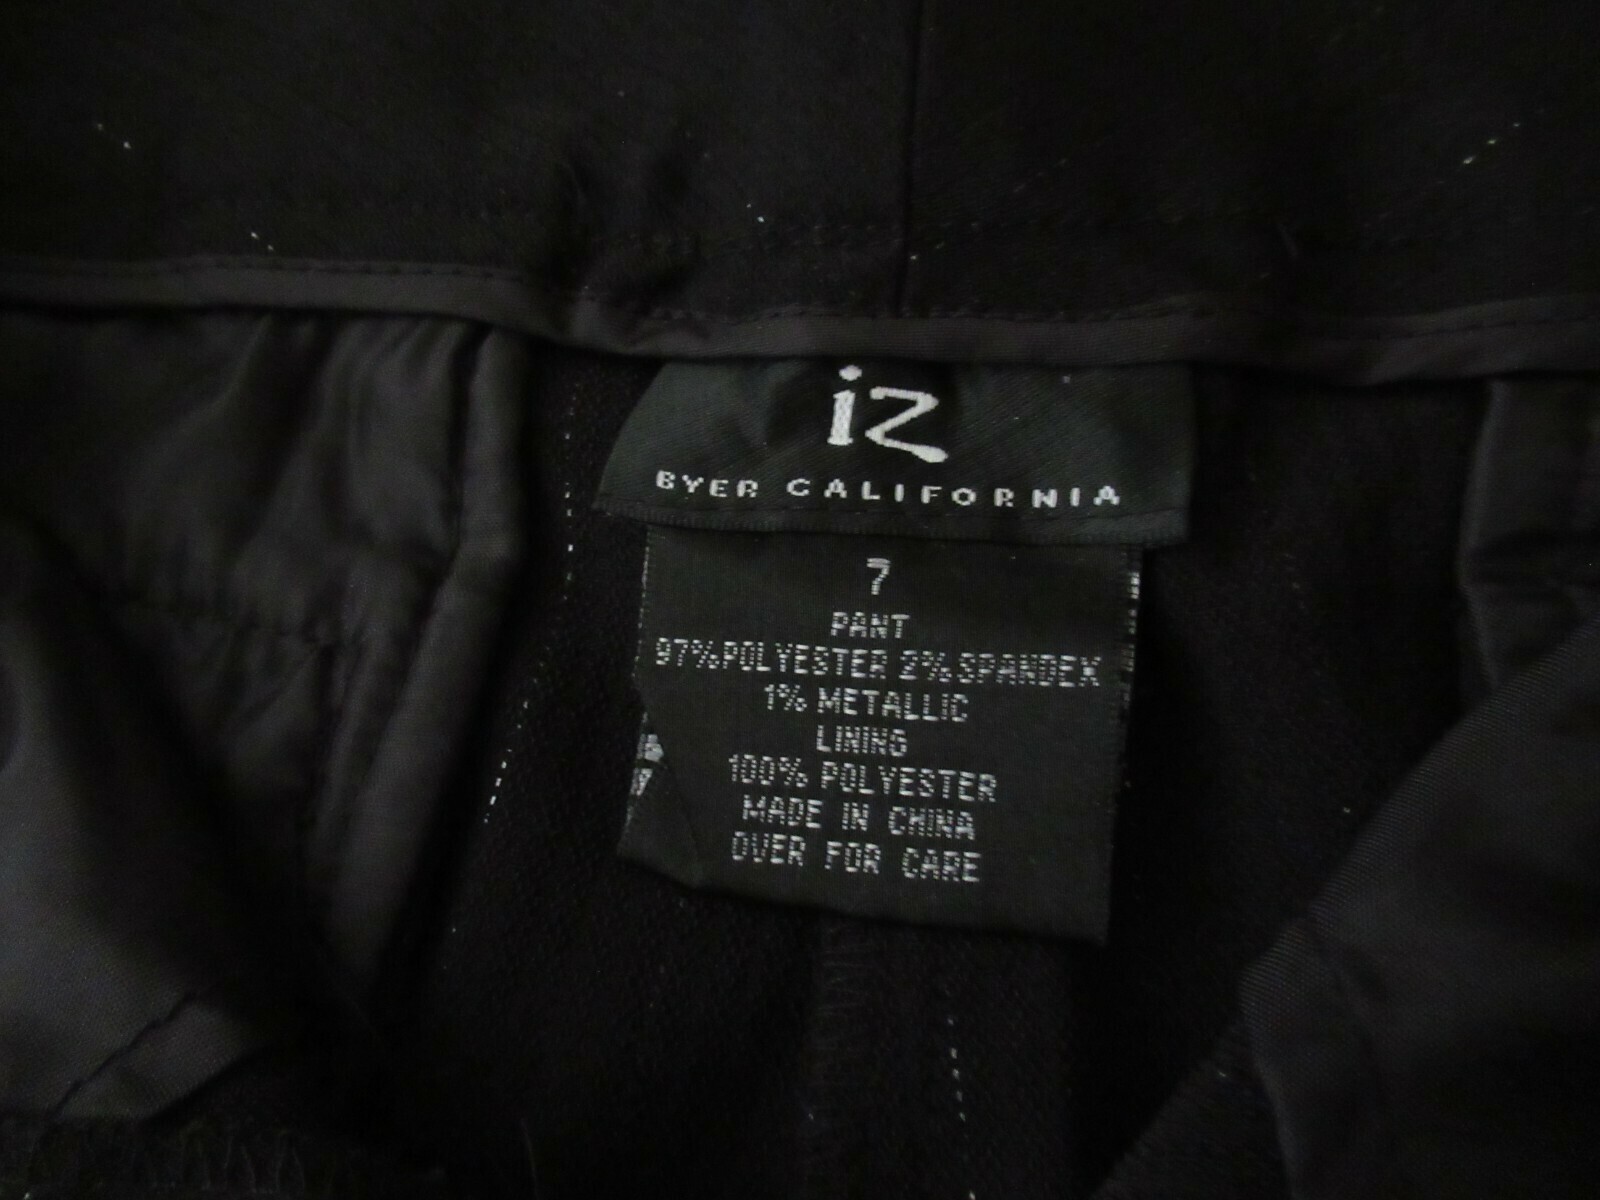 iz
BYER CALIFORNIA
7
PANT
97%POLYESTER 2%SPANDEX
1% METALLIC
LINING
100% POLYESTER
MADE IN CHINA
OVER FOR CARE